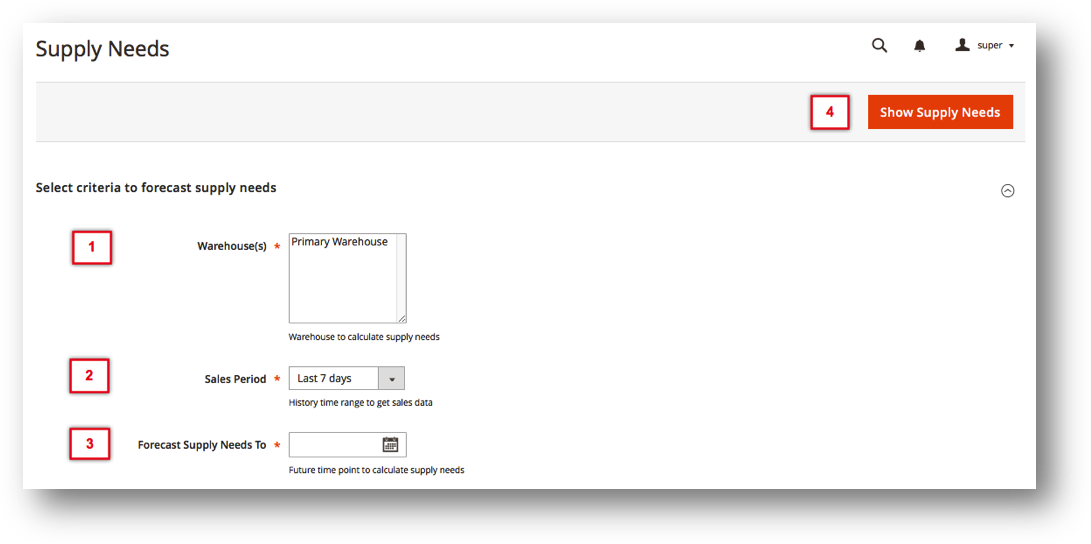 Supply Needs
super
4
Show Supply Needs
Select criteria to forecast supply needs
1
Warehouse(s) *
Primary Warehouse
Warehouse to calculate supply needs
2
Sales Period *
Last 7 days
History time range to get sales data
3
Forecast Supply Needs To *
Future time point to calculate supply needs